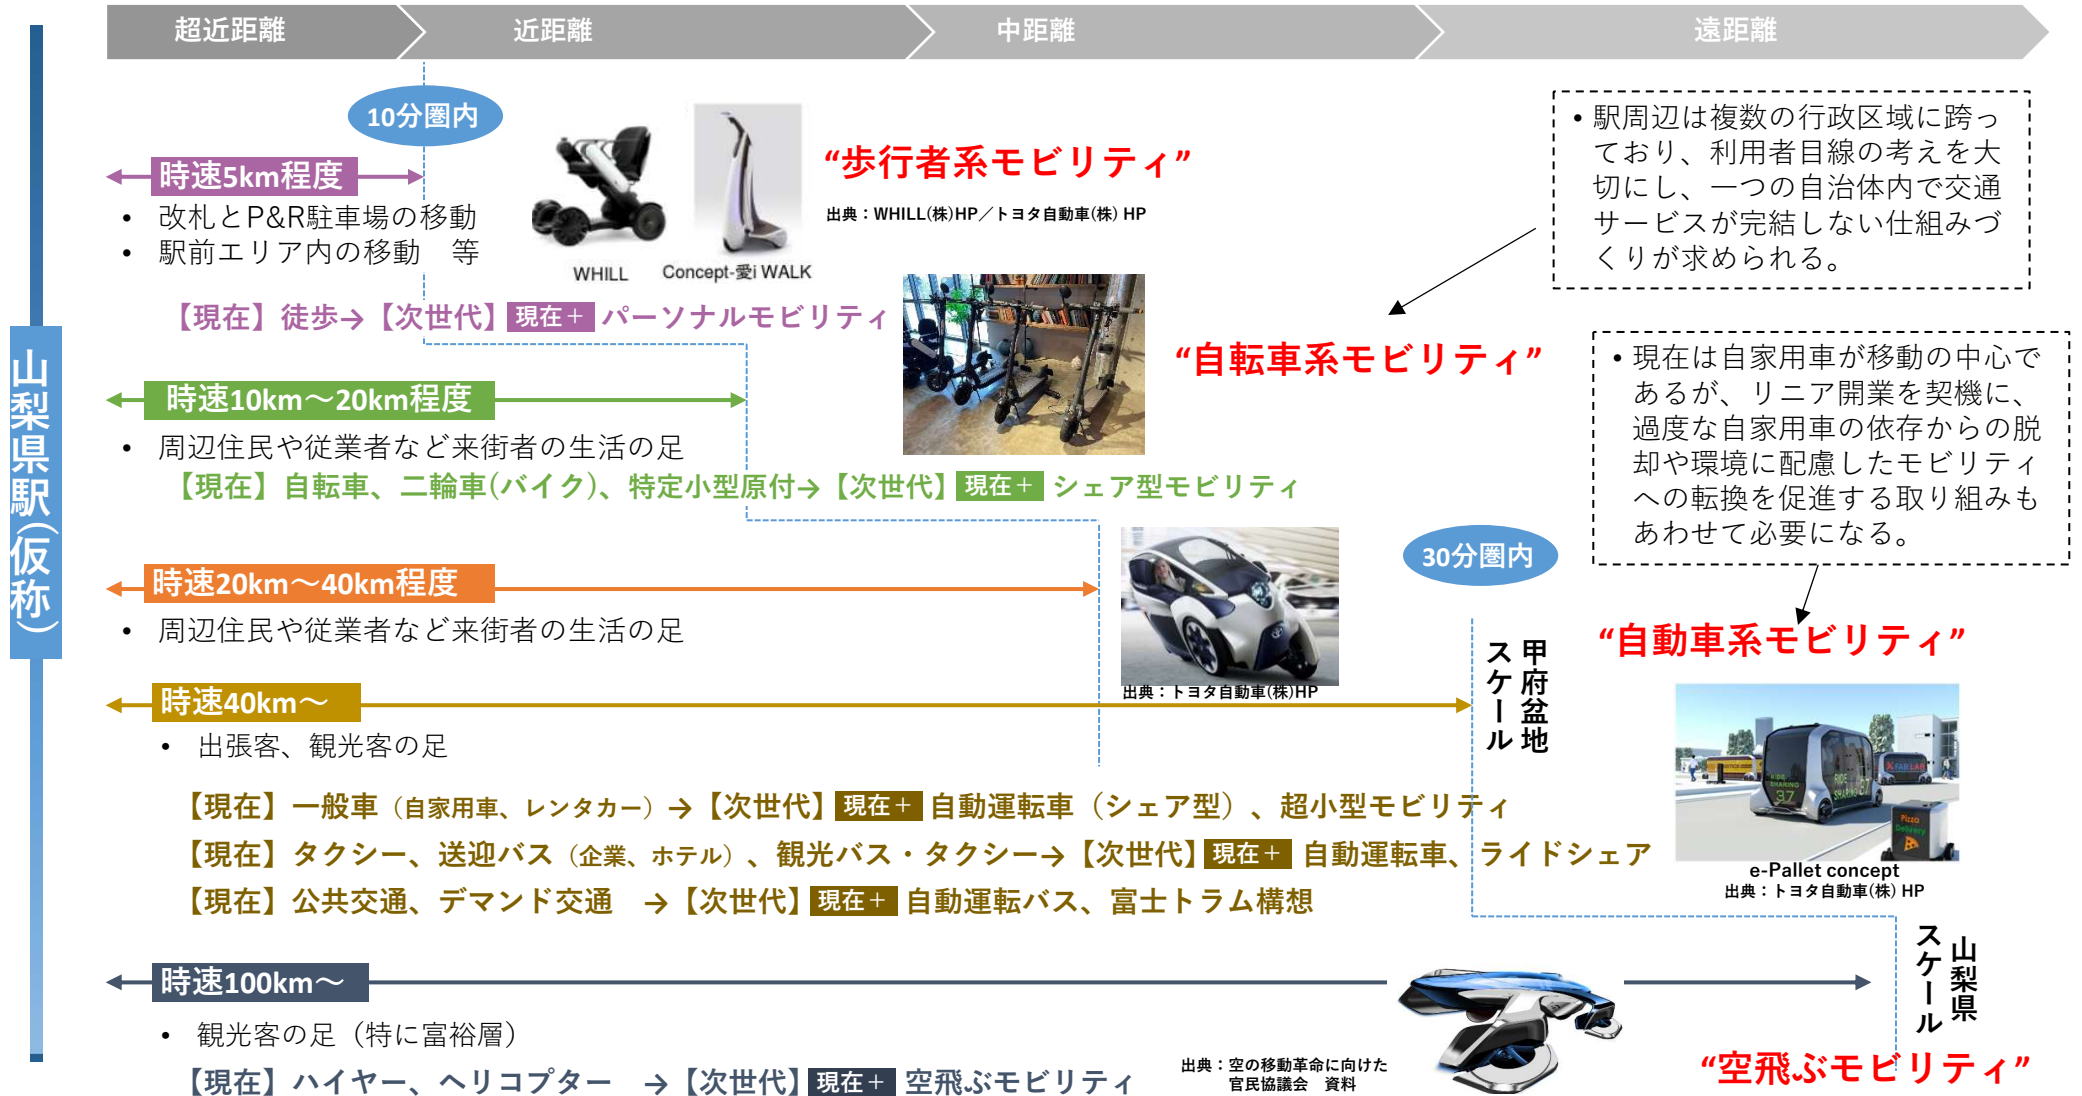 超近距離
近距離
中距離
遠距離
山梨県駅(仮称)
10分圏内
時速5km程度
• 改札とP&R駐車場の移動
• 駅前エリア内の移動　等
WHILL
Concept-愛i WALK
“歩行者系モビリティ”
出典：WHILL(株)HP／トヨタ自動車(株) HP
【現在】徒歩→【次世代】現在＋ パーソナルモビリティ
• 駅周辺は複数の行政区域に跨っ
ており、利用者目線の考えを大
切にし、一つの自治体内で交通
サービスが完結しない仕組みづ
くりが求められる。
“自転車系モビリティ”
時速10km～20km程度
• 周辺住民や従業者など来街者の生活の足
【現在】自転車、二輪車(バイク)、特定小型原付→【次世代】現在＋ シェア型モビリティ
• 現在は自家用車が移動の中心で
あるが、リニア開業を契機に、
過度な自家用車の依存からの脱
却や環境に配慮したモビリティ
への転換を促進する取り組みも
あわせて必要になる。
30分圏内
時速20km～40km程度
• 周辺住民や従業者など来街者の生活の足
出典：トヨタ自動車(株)HP
甲府盆地
スケール
“自動車系モビリティ”
時速40km～
• 出張客、観光客の足
【現在】一般車（自家用車、レンタカー）→【次世代】現在＋ 自動運転車（シェア型）、超小型モビリティ
【現在】タクシー、送迎バス（企業、ホテル）、観光バス・タクシー→【次世代】現在＋ 自動運転車、ライドシェア
【現在】公共交通、デマンド交通　→【次世代】現在＋ 自動運転バス、富士トラム構想
RIDE
SHARING
37
RIDE
SHARING 37
FAB LAB
Pizza
Delivery
e-Pallet concept
出典：トヨタ自動車(株) HP
時速100km～
• 観光客の足（特に富裕層）
【現在】ハイヤー、ヘリコプター　→【次世代】現在＋ 空飛ぶモビリティ
出典：空の移動革命に向けた
官民協議会　資料
山梨県
スケール
“空飛ぶモビリティ”